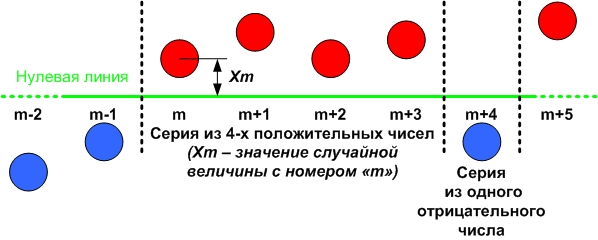 Нулевая линия
Xm
m-2 m-1 m m+1 m+2 m+3 m+4 m+5
Серия из 4-х положительных чисел
(Xm – значение случайной
величины с номером «m»)
Серия
из одного
отрицательного
числа